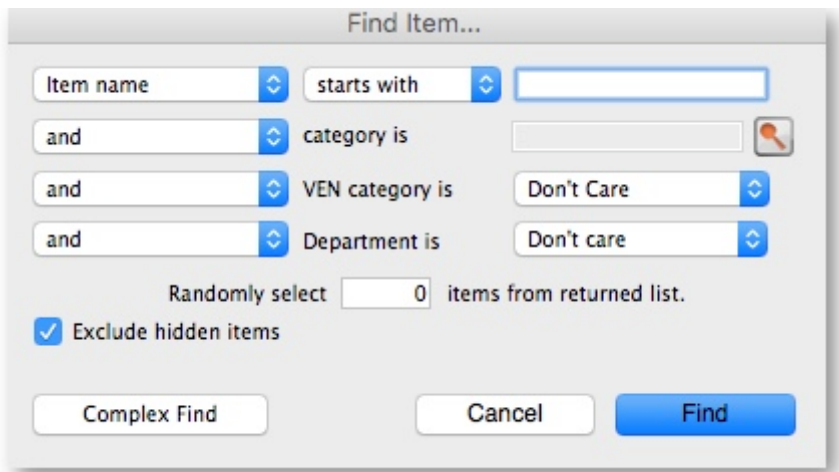 Find Item...
Item name starts with
and category is
and VEN category is Don't Care
and Department is Don't care
Randomly select 0 items from returned list.
Exclude hidden items
Complex Find Cancel Find